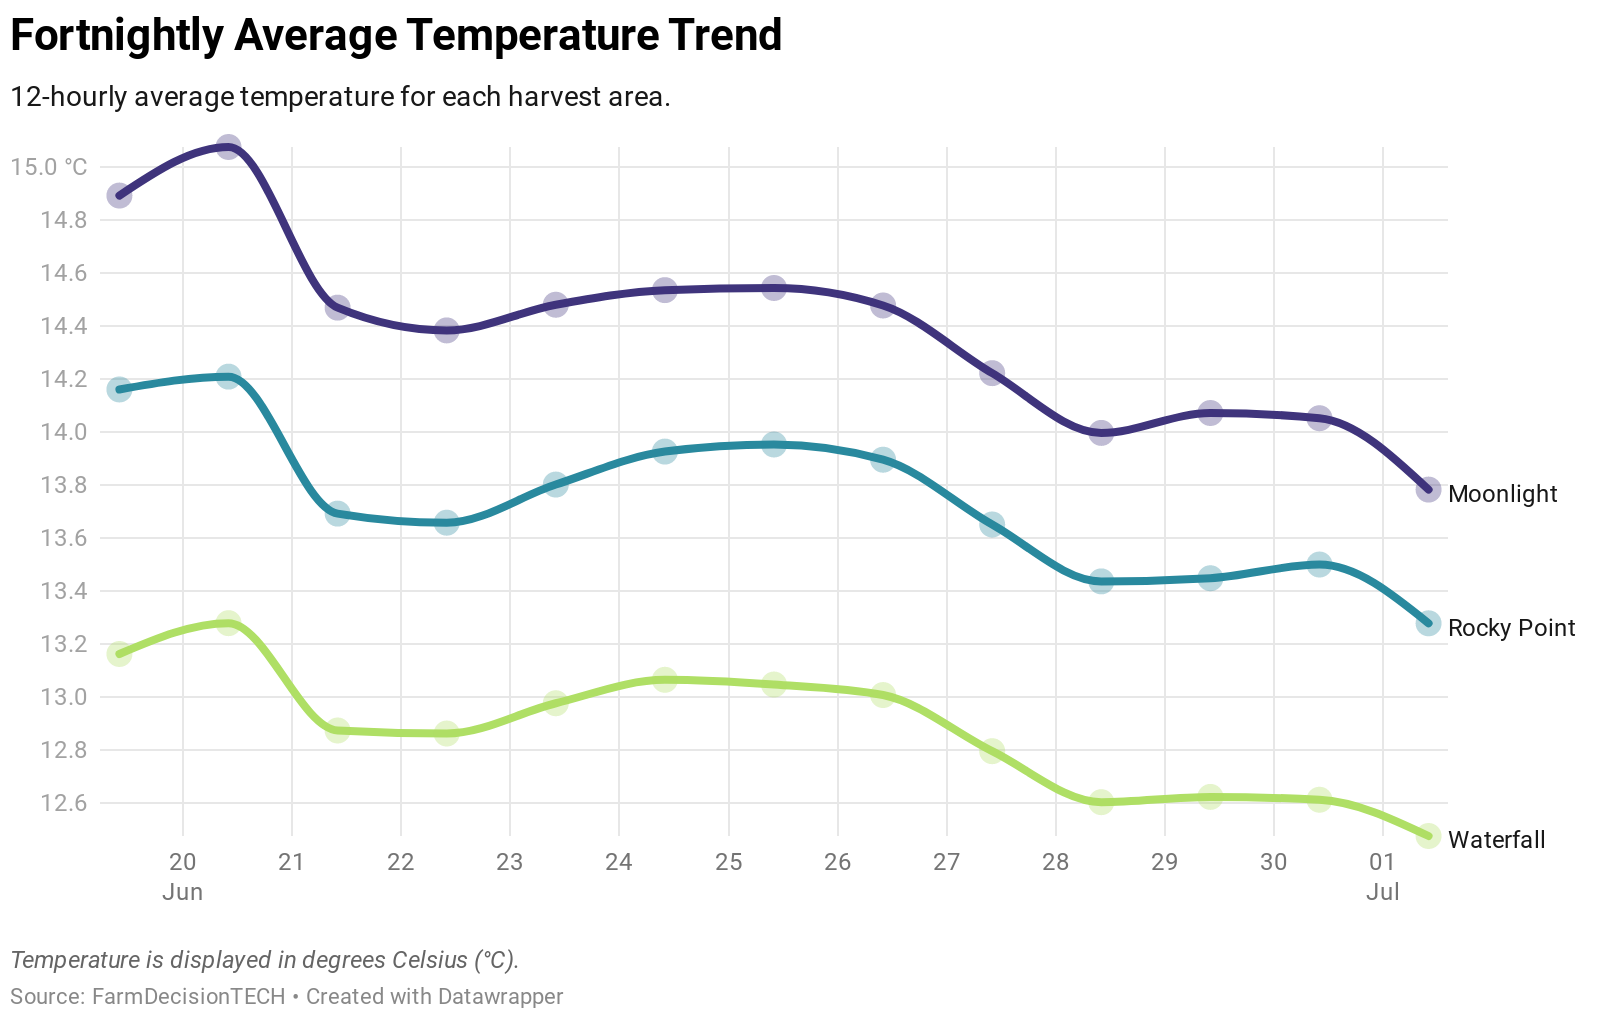 Fortnightly Average Temperature Trend
12-hourly average temperature for each harvest area.
15.0 °C
14.8
14.6
14.4
14.2
14.0
13.8
13.6
13.4
13.2
13.0
12.8
12.6
Moonlight
Rocky Point
Waterfall
20 21 22 23 24 25 26 27 28 29 30 01
Jun Jul
Temperature is displayed in degrees Celsius (°C).
Source: FarmDecisionTECH • Created with Datawrapper